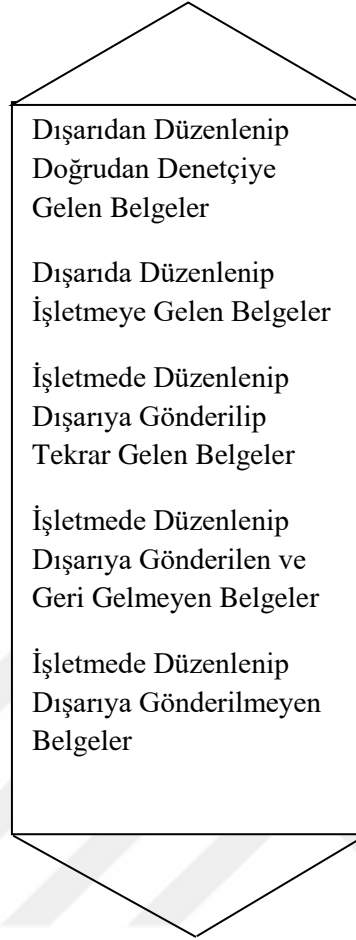 Dışarıdan Düzenlenip
Doğrudan Denetçiye
Gelen Belgeler
Dışarıda Düzenlenip
İşletmeye Gelen Belgeler
İşletmede Düzenlenip
Dışarıya Gönderilip
Tekrar Gelen Belgeler
İşletmede Düzenlenip
Dışarıya Gönderilen ve
Geri Gelmeyen Belgeler
İşletmede Düzenlenip
Dışarıya Gönderilmeyen
Belgeler